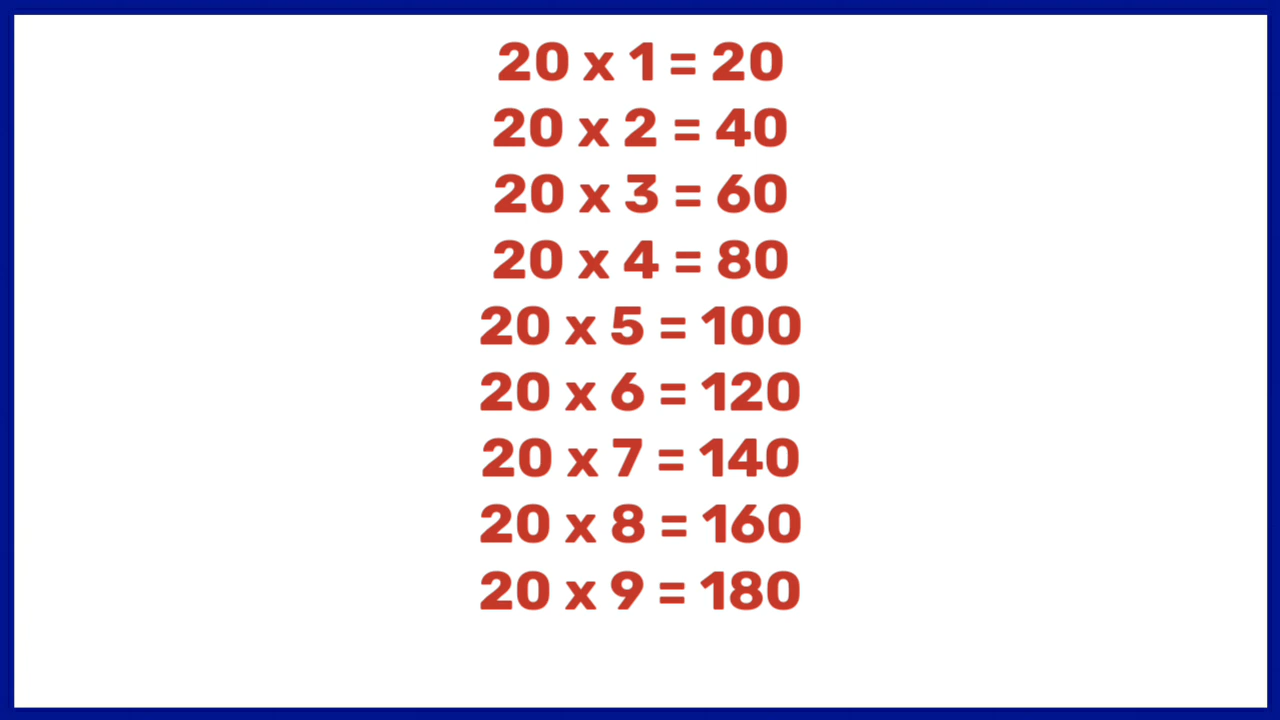 20 x 1 = 20
20 x 2 = 40
20 x 3 = 60
20 x 4 = 80
20 x 5 = 100
20 x 6 = 120
20 x 7 = 140
20 x 8 = 160
20 x 9 = 180